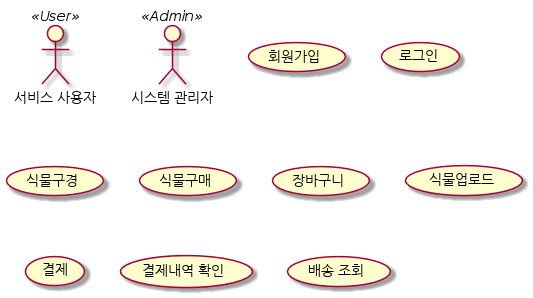 «User» «Admin»
서비스 사용자 시스템 관리자 회원가입 로그인
식물구경 식물구매 장바구니 식물업로드
결제 결제내역 확인 배송 조회